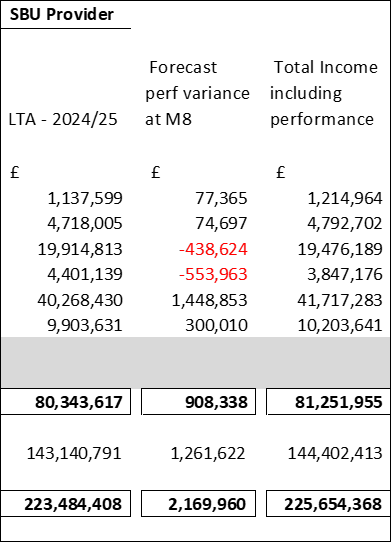 SBU Provider
LTA - 2024/25 Forecast perf variance at M8 Total Income including performance
£ £ £
1,137,599 77,365 1,214,964
4,718,005 74,697 4,792,702
19,914,813 -438,624 19,476,189
4,401,139 -553,963 3,847,176
40,268,430 1,448,853 41,717,283
9,903,631 300,010 10,203,641
80,343,617 908,338 81,251,955
143,140,791 1,261,622 144,402,413
223,484,408 2,169,960 225,654,368